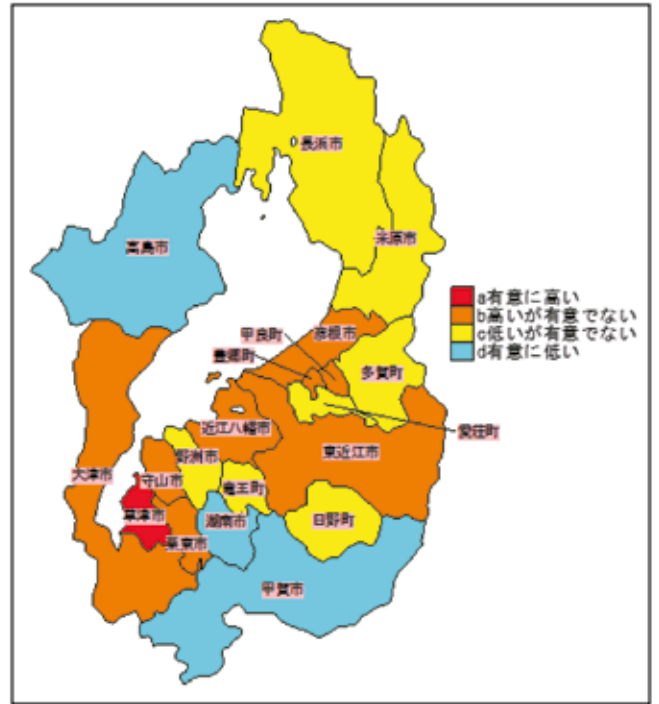 長浜市
高島市
米原市
a有意に高い
b高いが有意でない
c低いが有意でない
d有意に低い
甲良町
彦根市
豊郷町
多賀町
愛荘町
近江八幡市
野洲市
東近江市
大津市
守山市
竜王町
草津市
湖南市
日野町
栗東市
甲賀市